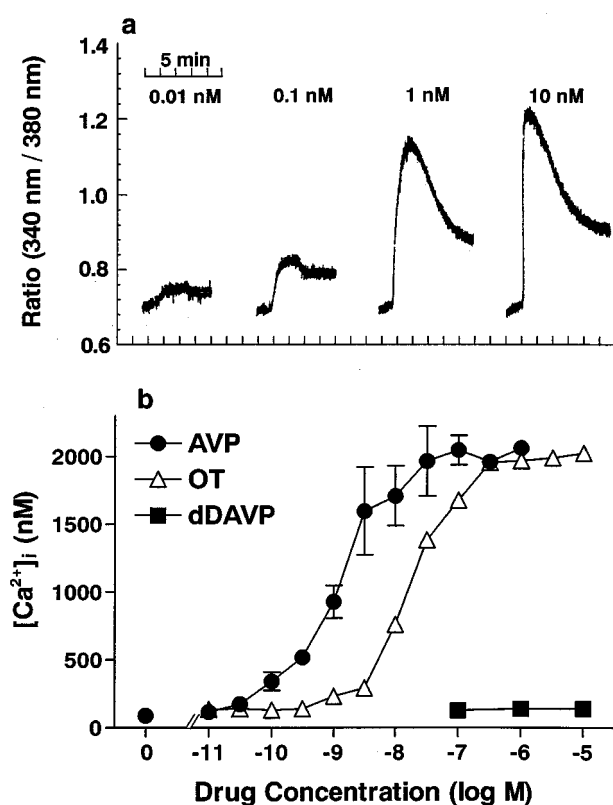 a
1.4
1.2
1.0
0.8
0.6
Ratio (340 nm / 380 nm)
5 min
0.01 nM
0.1 nM
1 nM
10 nM
b
AVP
OT
dDAVP
2000
1500
1000
500
0
[Ca2+]i (nM)
0 -11 -10 -9 -8 -7 -6 -5
Drug Concentration (log M)